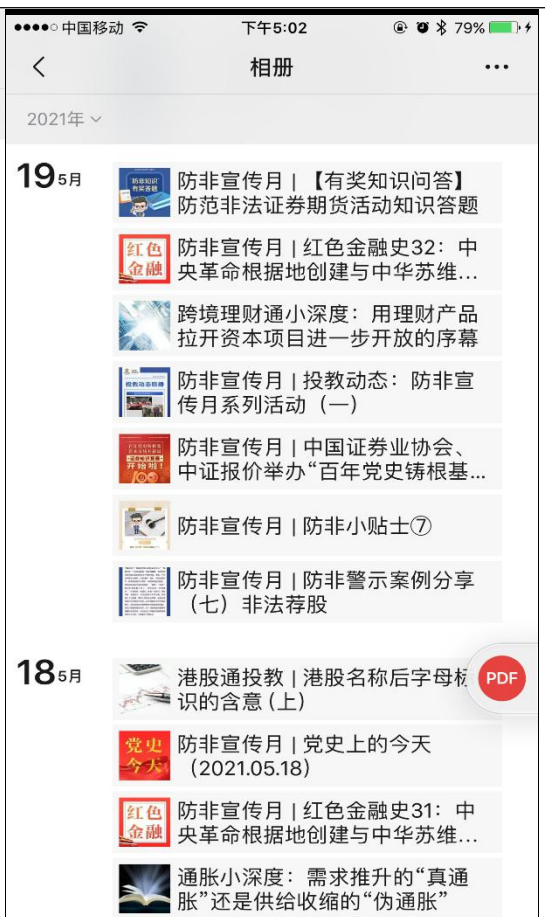 中国移动
下午5:02
79%
相册
2021年
19 5月
防非宣传月 | 【有奖知识问答】
防范非法证券期货活动知识答题
红色
金融
防非宣传月 | 红色金融史32：中
央革命根据地创建与中华苏维...
跨境理财通小深度：用理财产品
拉开资本项目进一步开放的序幕
防非宣传月 | 投教动态：防非宣
传月系列活动（一）
开始啦！
防非宣传月 | 中国证券业协会、
中证报价举办“百年党史铸根基...
防非宣传月 | 防非小贴士⑦
防非宣传月 | 防非警示案例分享
（七）非法荐股
18 5月
港股通投教 | 港股名称后字母标
识的含意（上）
PDF
党史
今天
防非宣传月 | 党史上的今天
（2021.05.18）
红色
金融
防非宣传月 | 红色金融史31：中
央革命根据地创建与中华苏维...
通胀小深度：需求推升的“真通
胀”还是供给收缩的“伪通胀”